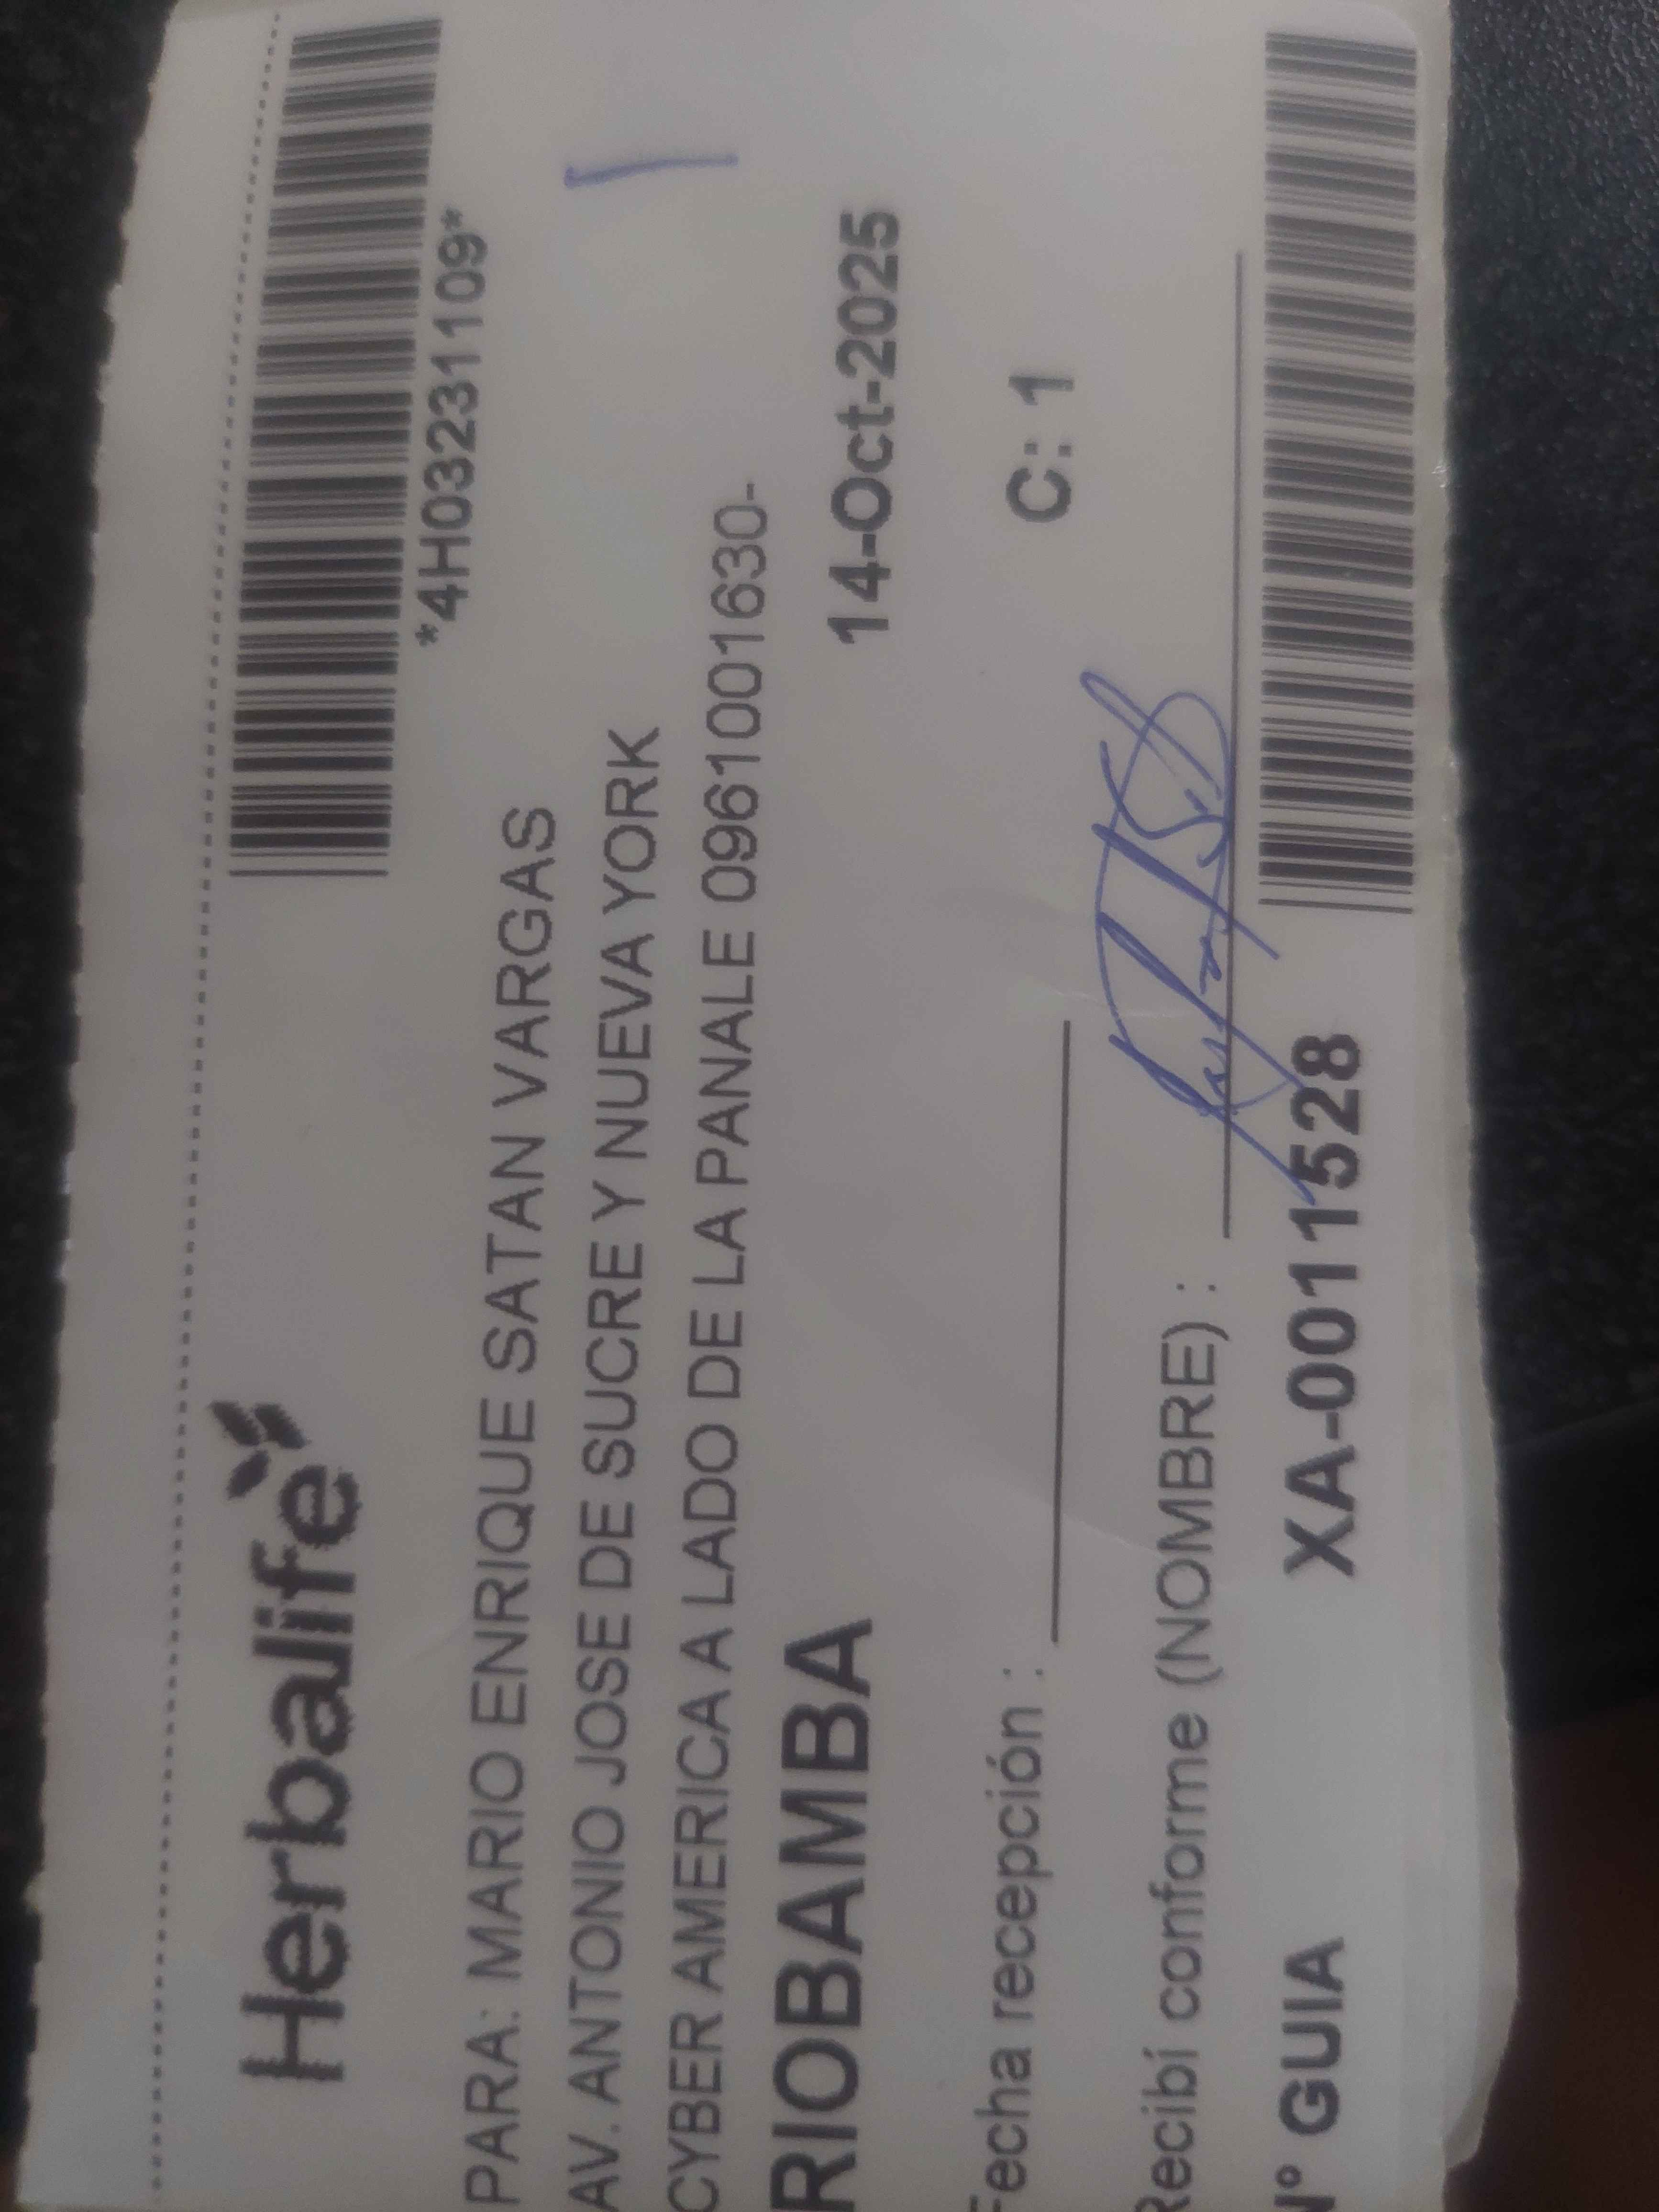 Herbalife
*4H03231109*
PARA: MARIO ENRIQUE SATAN VARGAS
AV. ANTONIO JOSE DE SUCRE Y NUEVA YORK
CYBER AMERICA A LADO DE LA PANALE 0961001630-
RIOBAMBA 14-Oct-2025
Fecha recepción : C: 1
Recibí conforme (NOMBRE) :
N° GUIA XA-0011528